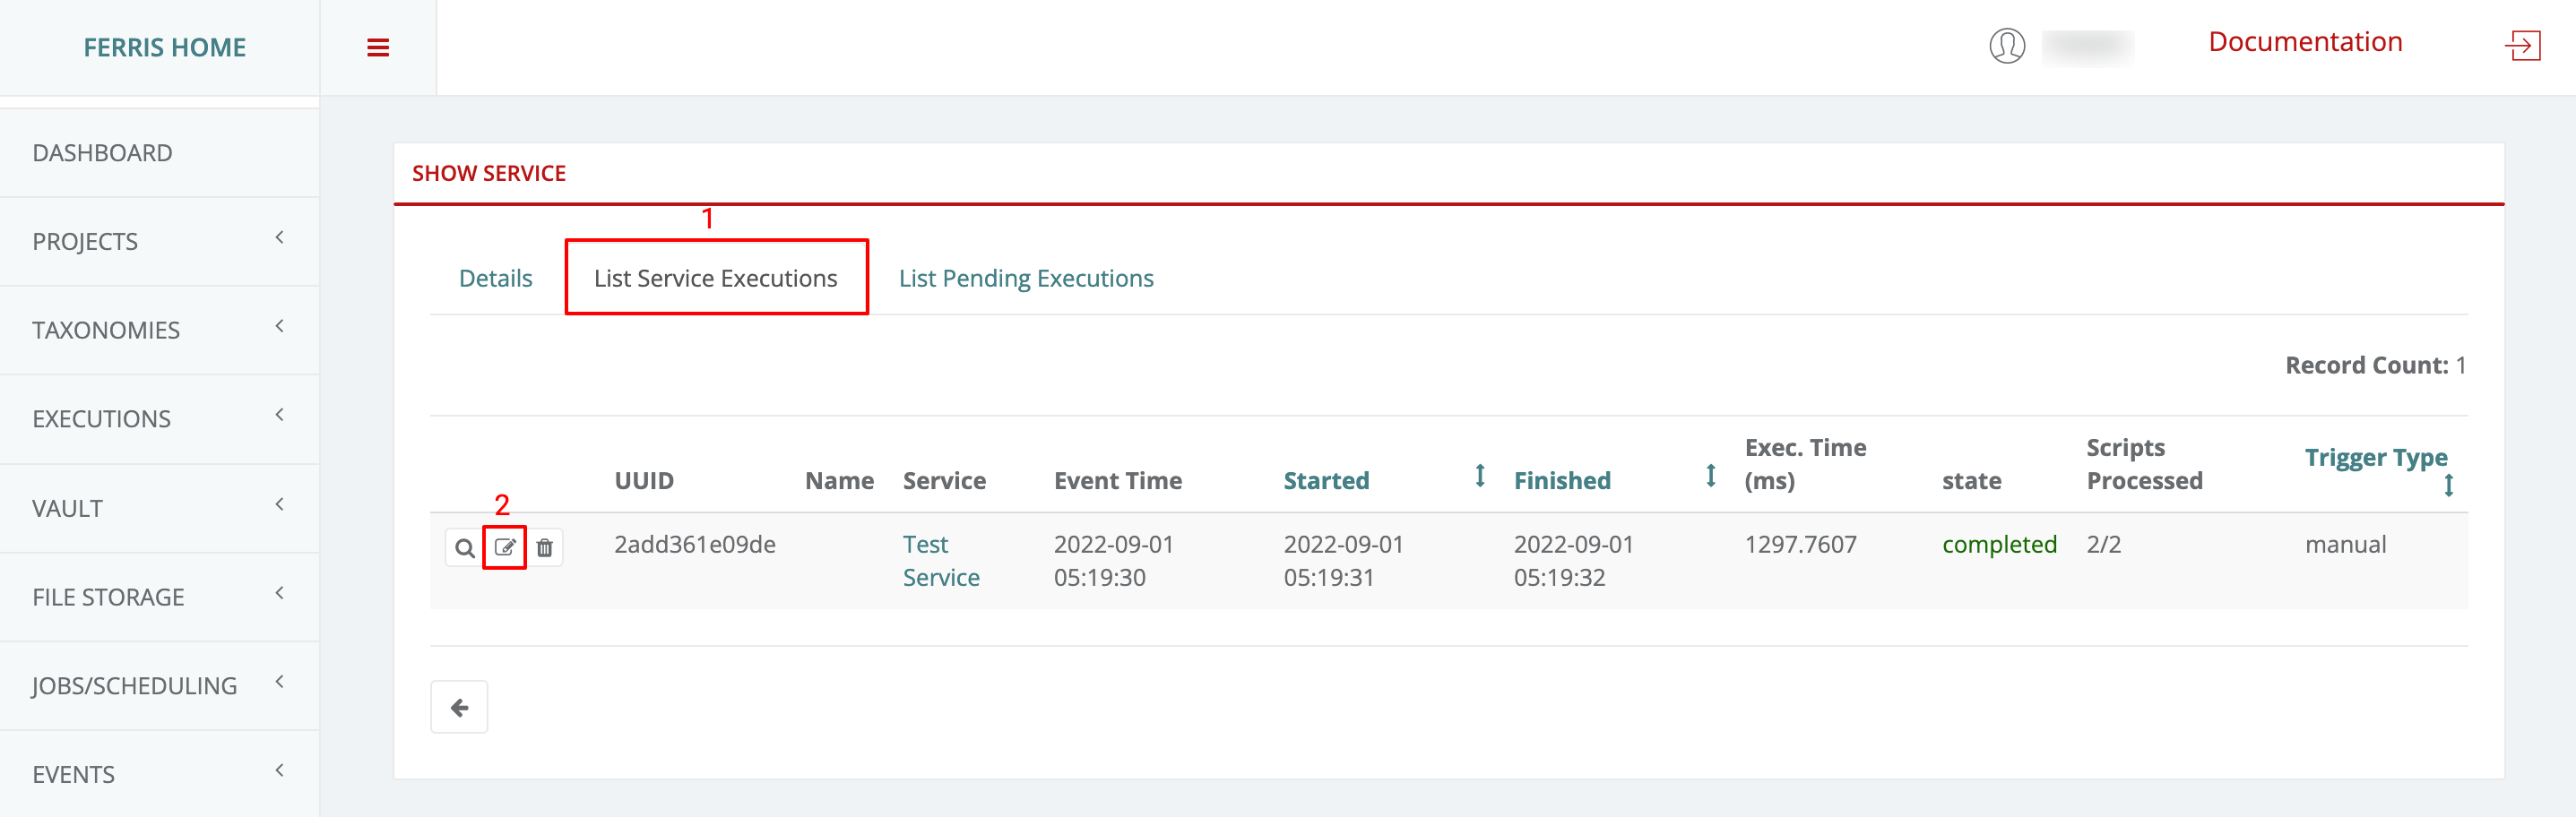 FERRIS HOME
Documentation
DASHBOARD
PROJECTS
TAXONOMIES
EXECUTIONS
VAULT
FILE STORAGE
JOBS/SCHEDULING
EVENTS
SHOW SERVICE
1
Details List Service Executions List Pending Executions
Record Count: 1
UUID Name Service Event Time Started Finished Exec. Time (ms) state Scripts Processed Trigger Type
2
2add361e09de Test Service 2022-09-01 05:19:30 2022-09-01 05:19:31 2022-09-01 05:19:32 1297.7607 completed 2/2 manual